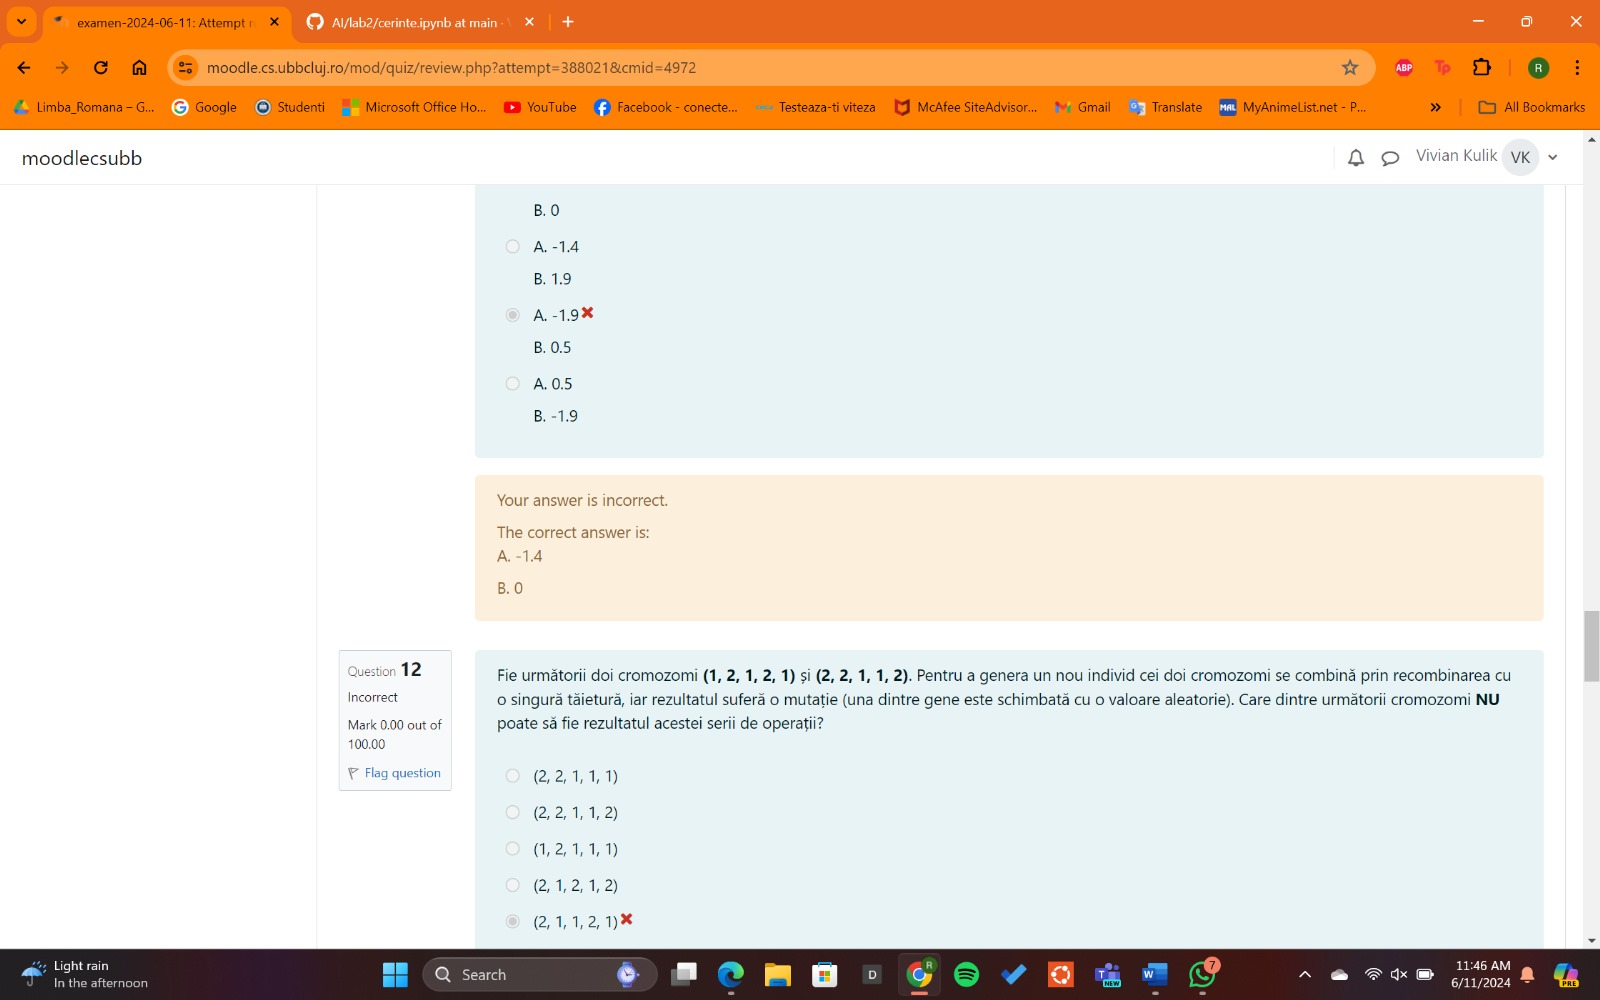 examen-2024-06-11: Attempt r
AI/lab2/cerinte.ipynb at main ·
moodle.cs.ubbcluj.ro/mod/quiz/review.php?attempt=388021&cmid=4972
ABP
Tp
R
Limba_Romana – G...
Google
Studenti
Microsoft Office Ho...
YouTube
Facebook - conecte...
Testeaza-ti viteza
McAfee SiteAdvisor...
Gmail
Translate
MAL
MyAnimeList.net - P...
»
All Bookmarks
moodlecsubb
Vivian Kulik
VK
B. 0
A. -1.4
B. 1.9
A. -1.9
B. 0.5
A. 0.5
B. -1.9
Your answer is incorrect.
The correct answer is:
A. -1.4
B. 0
Question 12
Incorrect
Mark 0.00 out of
100.00
Flag question
Fie următorii doi cromozomi (1, 2, 1, 2, 1) și (2, 2, 1, 1, 2). Pentru a genera un nou individ cei doi cromozomi se combină prin recombinarea cu
o singură tăietură, iar rezultatul suferă o mutație (una dintre gene este schimbată cu o valoare aleatorie). Care dintre următorii cromozomi NU
poate să fie rezultatul acestei serii de operații?
(2, 2, 1, 1, 1)
(2, 2, 1, 1, 2)
(1, 2, 1, 1, 1)
(2, 1, 2, 1, 2)
(2, 1, 1, 2, 1)
Light rain
In the afternoon
Search
D
R
NEW
7
11:46 AM
6/11/2024
PRE